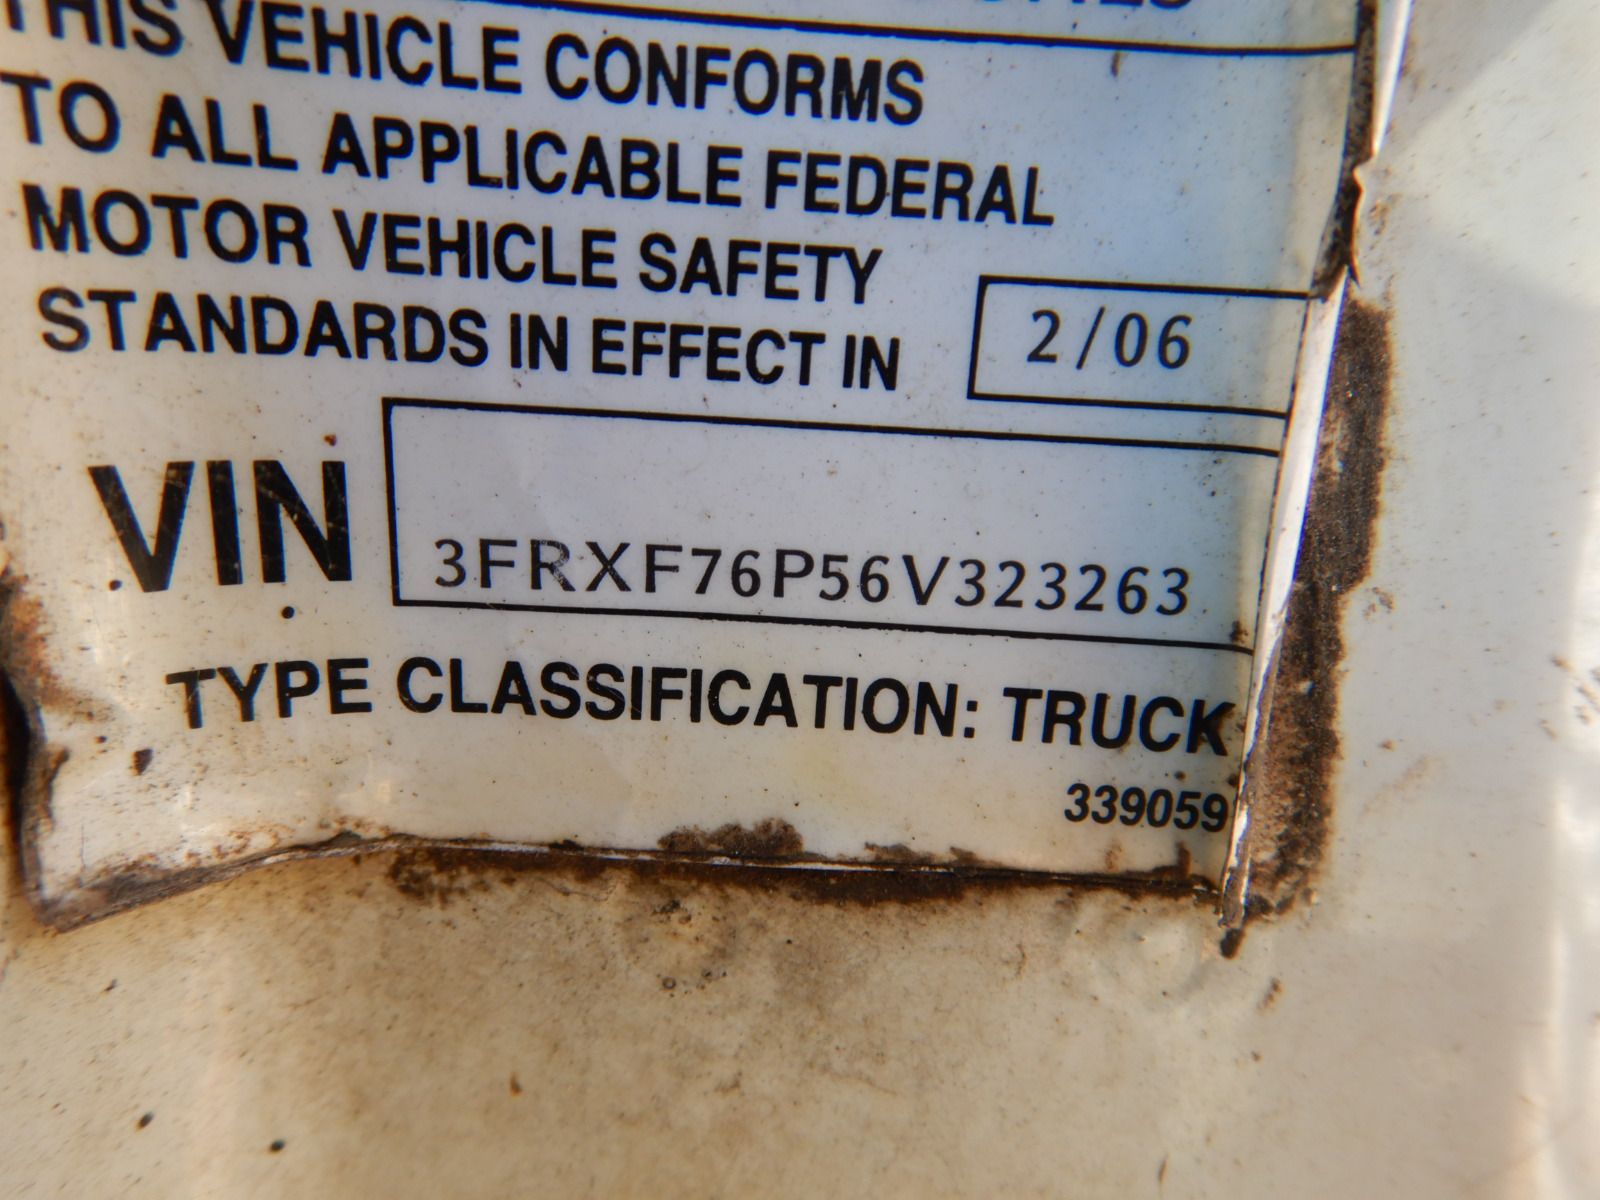 THIS VEHICLE CONFORMS
TO ALL APPLICABLE FEDERAL
MOTOR VEHICLE SAFETY
STANDARDS IN EFFECT IN 2/06
VIN 3FRXF76P56V323263
TYPE CLASSIFICATION: TRUCK
339059